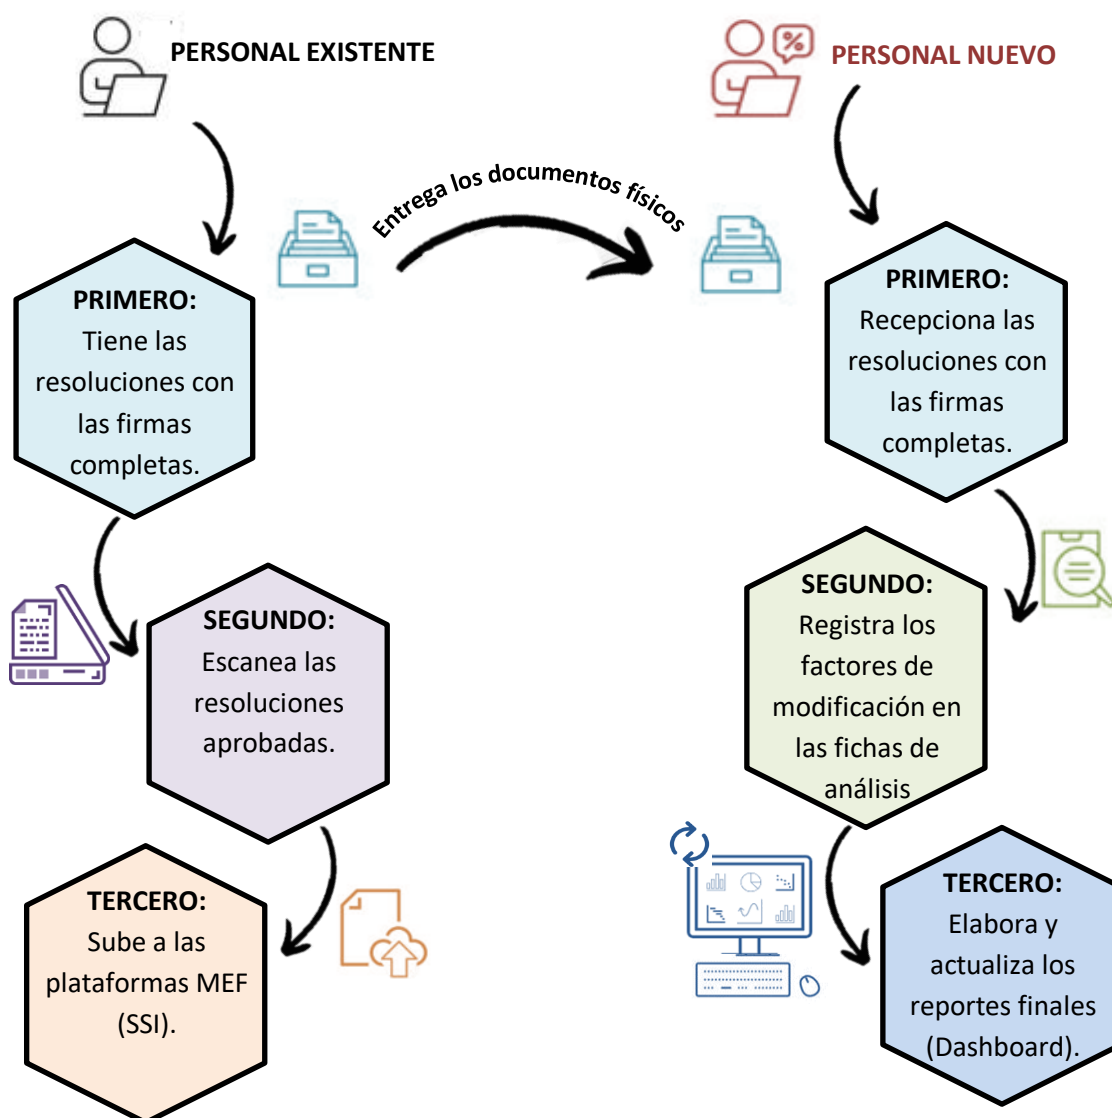 PERSONAL EXISTENTE
PRIMERO:
Tiene las
resoluciones con
las firmas
completas.
SEGUNDO:
Escanea las
resoluciones
aprobadas.
TERCERO:
Sube a las
plataformas MEF
(SSI).
Entrega los documentos físicos
%
PERSONAL NUEVO
PRIMERO:
Recepciona las
resoluciones con
las firmas
completas.
SEGUNDO:
Registra los
factores de
modificación en
las fichas de
análisis
TERCERO:
Elabora y
actualiza los
reportes finales
(Dashboard).